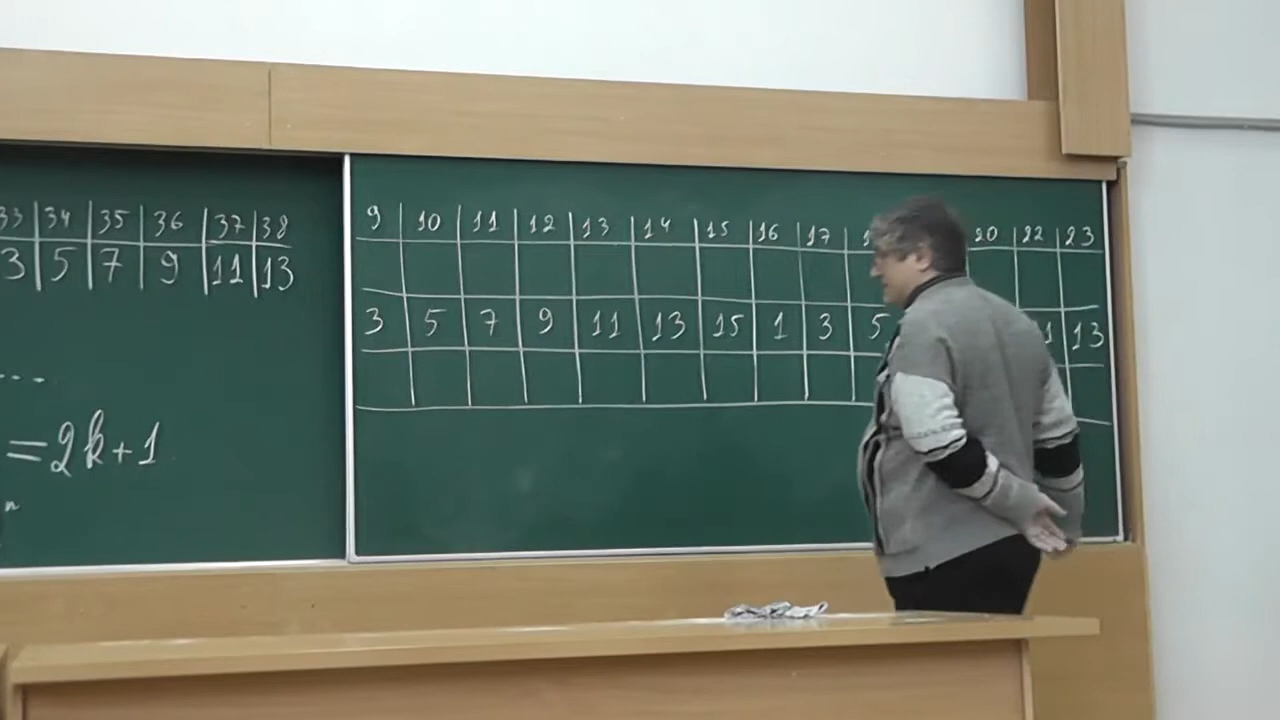 33 34 35 36 37 38
3 5 7 9 11 13
....
=2k+1
n
9 10 11 12 13 14 15 16 17 20 22 23
3 5 7 9 11 13 15 1 3 5 1 13